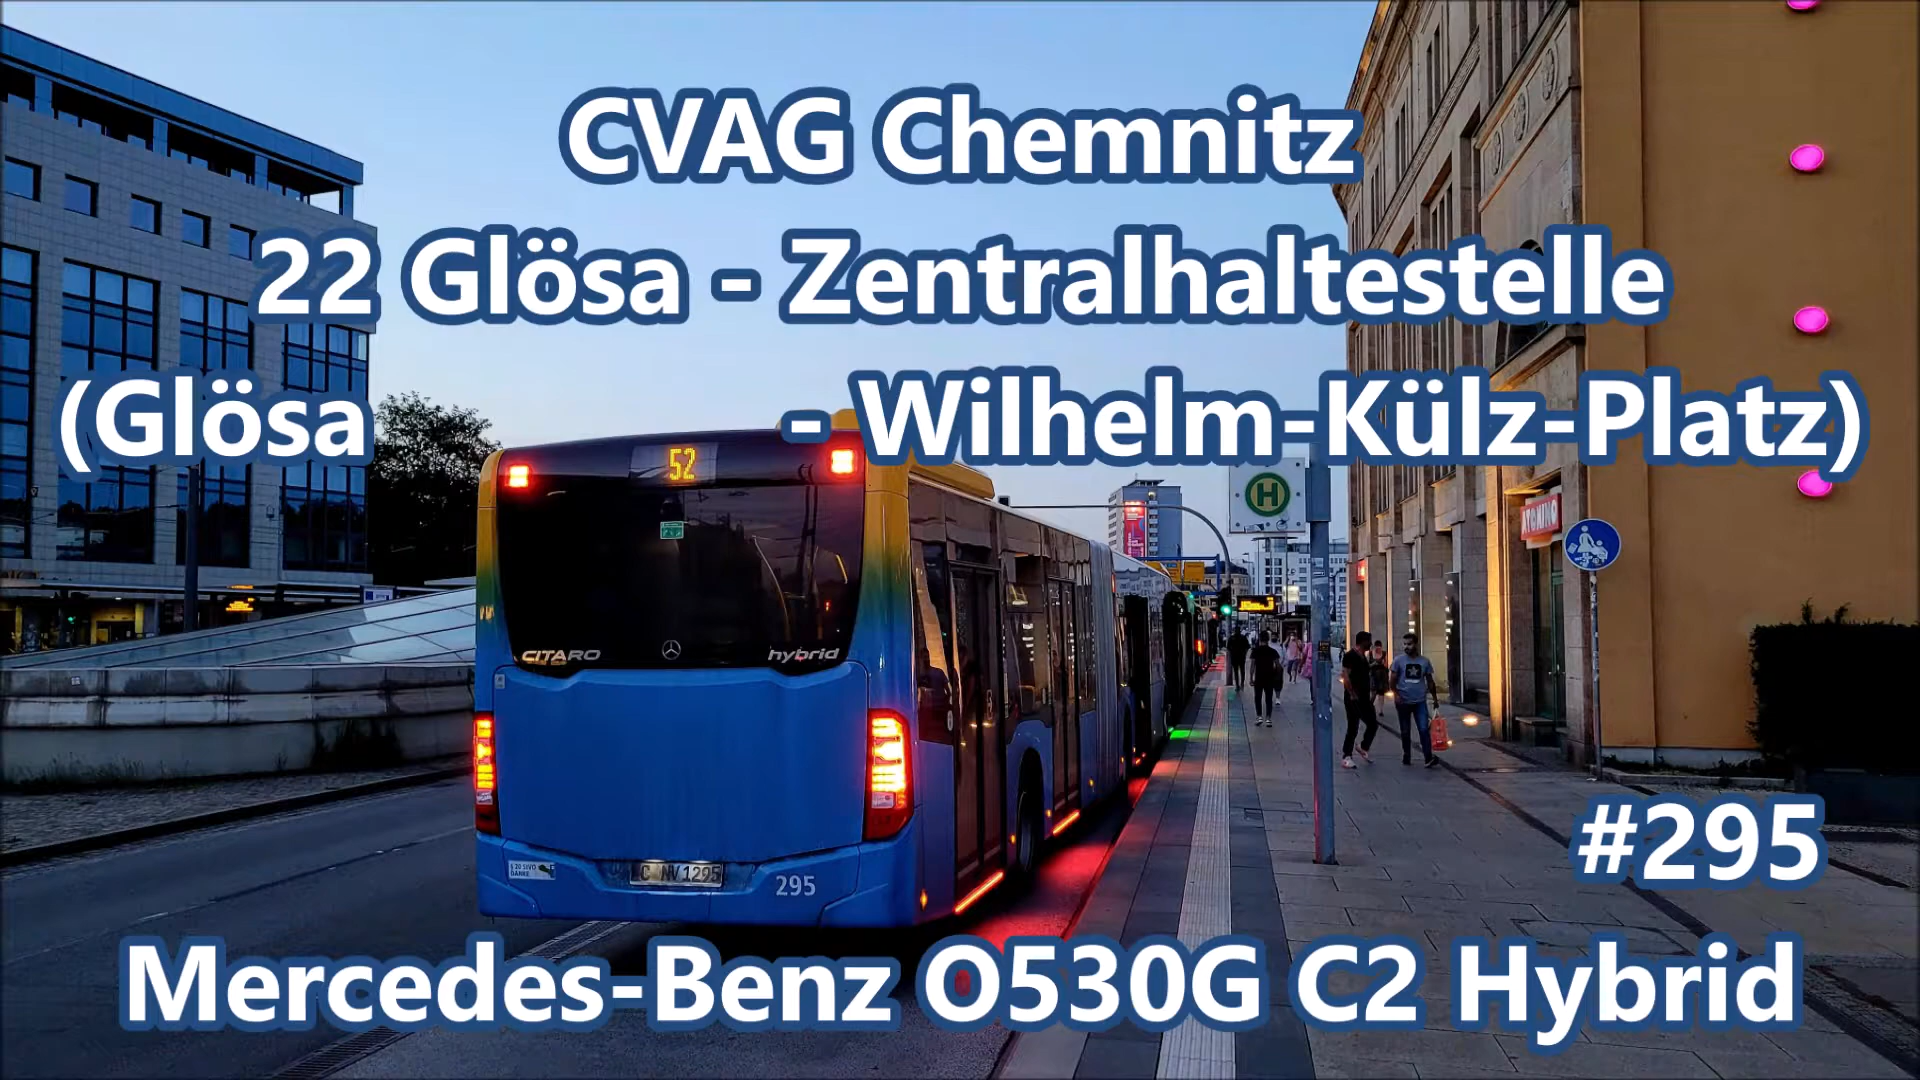 CVAG Chemnitz
22 Glösa - Zentralhaltestelle
(Glösa - Wilhelm-Külz-Platz)
52
H
CITARO
hybrid
C NV 1295
295
#295
Mercedes-Benz O530G C2 Hybrid